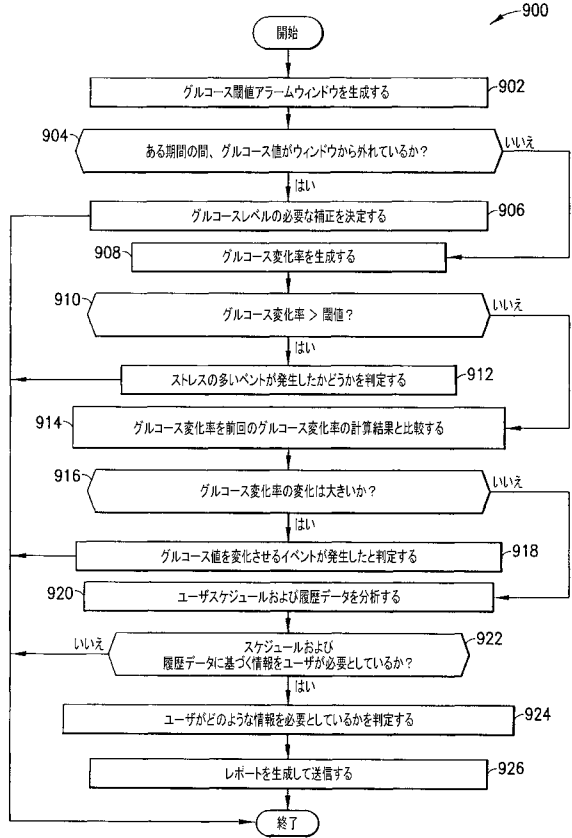 900
開始
グルコース閾値アラームウィンドウを生成する
902
904
ある期間の間、グルコース値がウィンドウから外れているか?
いいえ
はい
グルコースレベルの必要な補正を決定する
906
908
グルコース変化率を生成する
910
グルコース変化率 > 閾値?
いいえ
はい
ストレスの多いベントが発生したかどうかを判定する
912
914
グルコース変化率を前回のグルコース変化率の計算結果と比較する
916
グルコース変化率の変化は大きいか?
いいえ
はい
グルコース値を変化させるイベントが発生したと判定する
918
920
ユーザスケジュールおよび履歴データを分析する
いいえ
スケジュールおよび
履歴データに基づく情報をユーザが必要としているか?
922
はい
ユーザがどのような情報を必要としているかを判定する
924
レポートを生成して送信する
926
終了